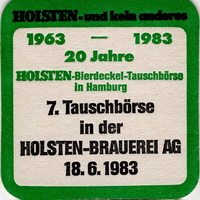 HOLSTEN-und kein anderes
1963 — 1983
20 Jahre
HOLSTEN-Bierdeckel-Tauschbörse
in Hamburg
7. Tauschbörse
in der
HOLSTEN-BRAUEREI AG
18.6.1983